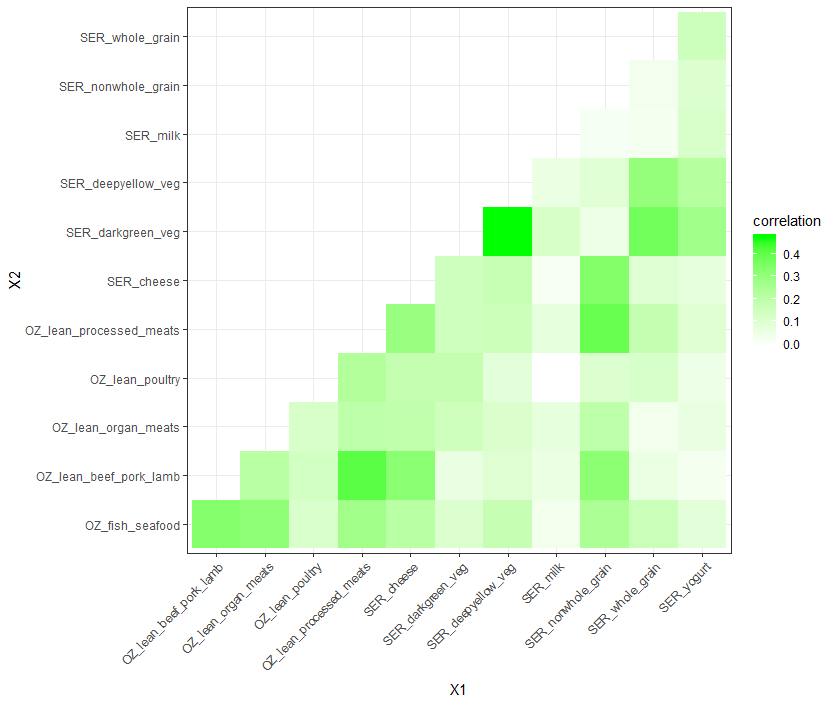 SER_whole_grain
SER_nonwhole_grain
SER_milk
SER_deepyellow_veg
SER_darkgreen_veg
SER_cheese
OZ_lean_processed_meats
OZ_lean_poultry
OZ_lean_organ_meats
OZ_lean_beef_pork_lamb
OZ_fish_seafood
X2
OZ_lean_beef_pork_lamb
OZ_lean_organ_meats
OZ_lean_poultry
OZ_lean_processed_meats
SER_cheese
SER_darkgreen_veg
SER_deepyellow_veg
SER_milk
SER_nonwhole_grain
SER_whole_grain
SER_yogurt
X1
correlation
0.4
0.3
0.2
0.1
0.0